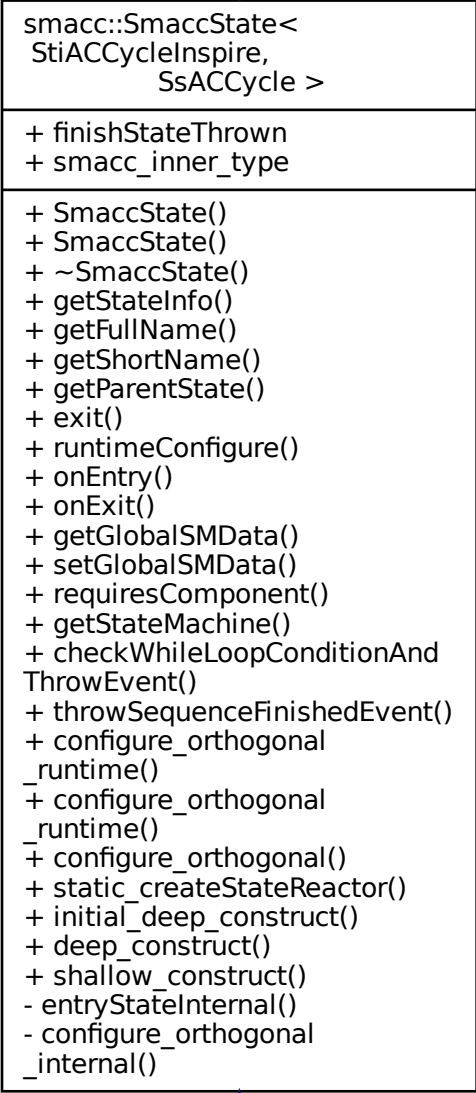 smacc::SmaccState<
StiACCycleInspire,
SsACCycle >
+ finishStateThrown
+ smacc_inner_type
+ SmaccState()
+ SmaccState()
+ ~SmaccState()
+ getStateInfo()
+ getFullName()
+ getShortName()
+ getParentState()
+ exit()
+ runtimeConfigure()
+ onEntry()
+ onExit()
+ getGlobalSMData()
+ setGlobalSMData()
+ requiresComponent()
+ getStateMachine()
+ checkWhileLoopConditionAnd
ThrowEvent()
+ throwSequenceFinishedEvent()
+ configure_orthogonal
_runtime()
+ configure_orthogonal
_runtime()
+ configure_orthogonal()
+ static_createStateReactor()
+ initial_deep_construct()
+ deep_construct()
+ shallow_construct()
- entryStateInternal()
- configure_orthogonal
_internal()